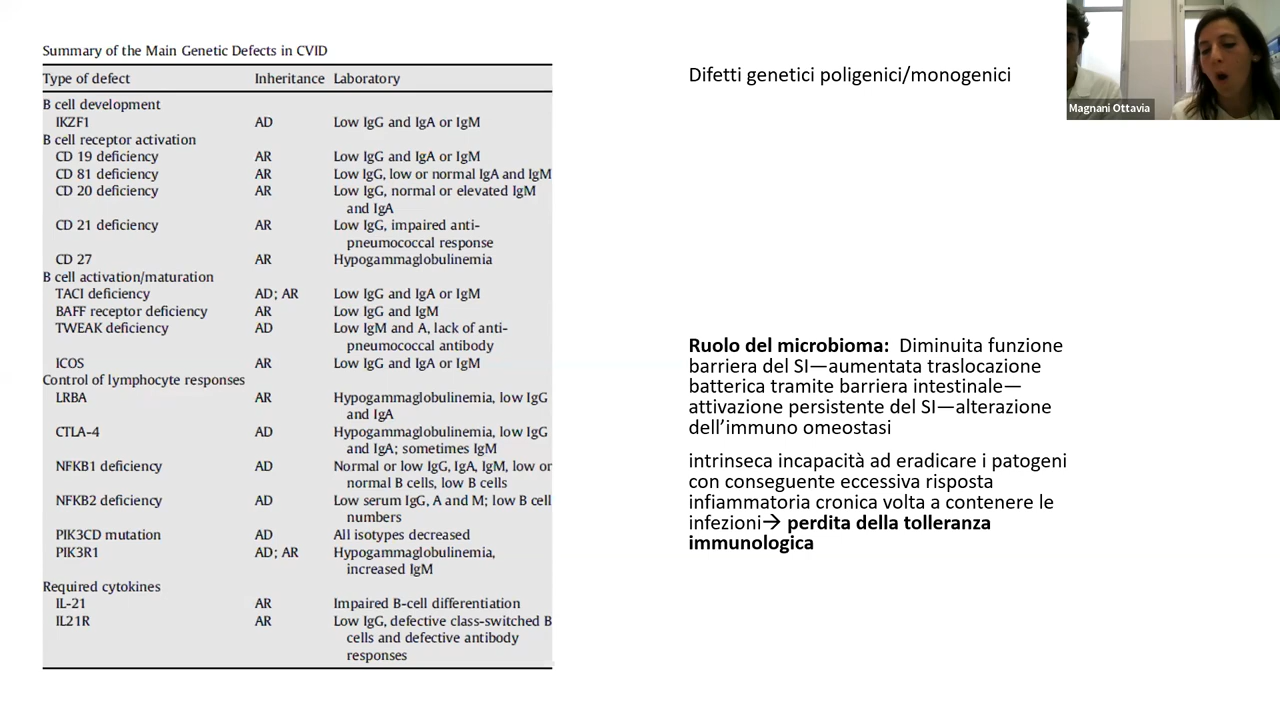 Summary of the Main Genetic Defects in CVID
Type of defect Inheritance Laboratory
B cell development
IKZF1 AD Low IgG and IgA or IgM
B cell receptor activation
CD 19 deficiency AR Low IgG and IgA or IgM
CD 81 deficiency AR Low IgG, low or normal IgA and IgM
CD 20 deficiency AR Low IgG, normal or elevated IgM
and IgA
CD 21 deficiency AR Low IgG, impaired anti-
pneumococcal response
CD 27 AR Hypogammaglobulinemia
B cell activation/maturation
TACI deficiency AD; AR Low IgG and IgA or IgM
BAFF receptor deficiency AR Low IgG and IgM
TWEAK deficiency AD Low IgM and A, lack of anti-
pneumococcal antibody
ICOS AR Low IgG and IgA or IgM
Control of lymphocyte responses
LRBA AR Hypogammaglobulinemia, low IgG
and IgA
CTLA-4 AD Hypogammaglobulinemia, low IgG
and IgA; sometimes IgM
NFKB1 deficiency AD Normal or low IgG, IgA, IgM, low or
normal B cells, low B cells
NFKB2 deficiency AD Low serum IgG, A and M; low B cell
numbers
PIK3CD mutation AD All isotypes decreased
PIK3R1 AD; AR Hypogammaglobulinemia,
increased IgM
Required cytokines
IL-21 AR Impaired B-cell differentiation
IL21R AR Low IgG, defective class-switched B
cells and defective antibody
responses
Difetti genetici poligenici/monogenici
Ruolo del microbioma: Diminuita funzione
barriera del SI—aumentata traslocazione
batterica tramite barriera intestinale—
attivazione persistente del SI—alterazione
dell’immuno omeostasi
intrinseca incapacità ad eradicare i patogeni
con conseguente eccessiva risposta
infiammatoria cronica volta a contenere le
infezioni→ perdita della tolleranza
immunologica
Magnani Ottavia